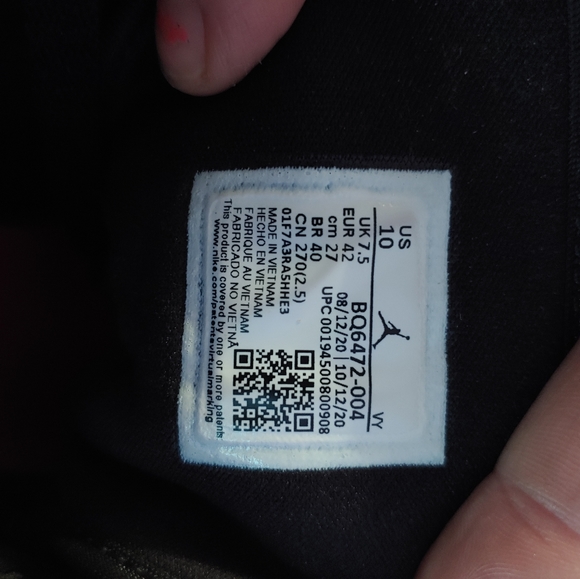 US
10
VY
UK 7.5
EUR 42
cm 27
BR 40
CN 270(2.5)
BQ6472-004
08/12/20 | 10/12/20
UPC 00194500800908
01F7A3RA5HHE3
MADE IN VIETNAM
HECHO EN VIETNAM
FABRIQUE AU VIETNAM
FABRICADO NO VIETNÃ
This product is covered by one or more patents
www.nike.com/patentsvirtualmarking